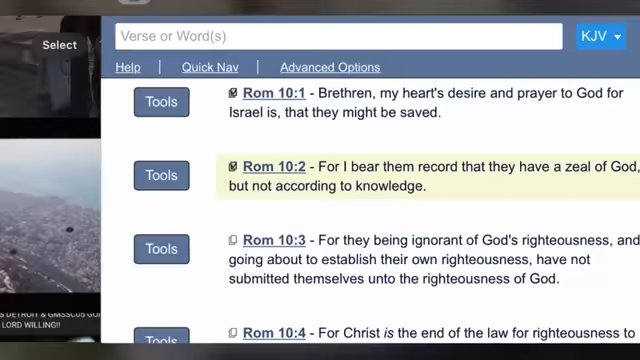 Select
Verse or Word(s)
KJV
Help
Quick Nav
Advanced Options
Tools
Rom 10:1 - Brethren, my heart's desire and prayer to God for
Israel is, that they might be saved.
Tools
Rom 10:2 - For I bear them record that they have a zeal of God,
but not according to knowledge.
Tools
Rom 10:3 - For they being ignorant of God's righteousness, and
going about to establish their own righteousness, have not
submitted themselves unto the righteousness of God.
Tools
Rom 10:4 - For Christ is the end of the law for righteousness to
DETROIT &
LORD WILLING!!